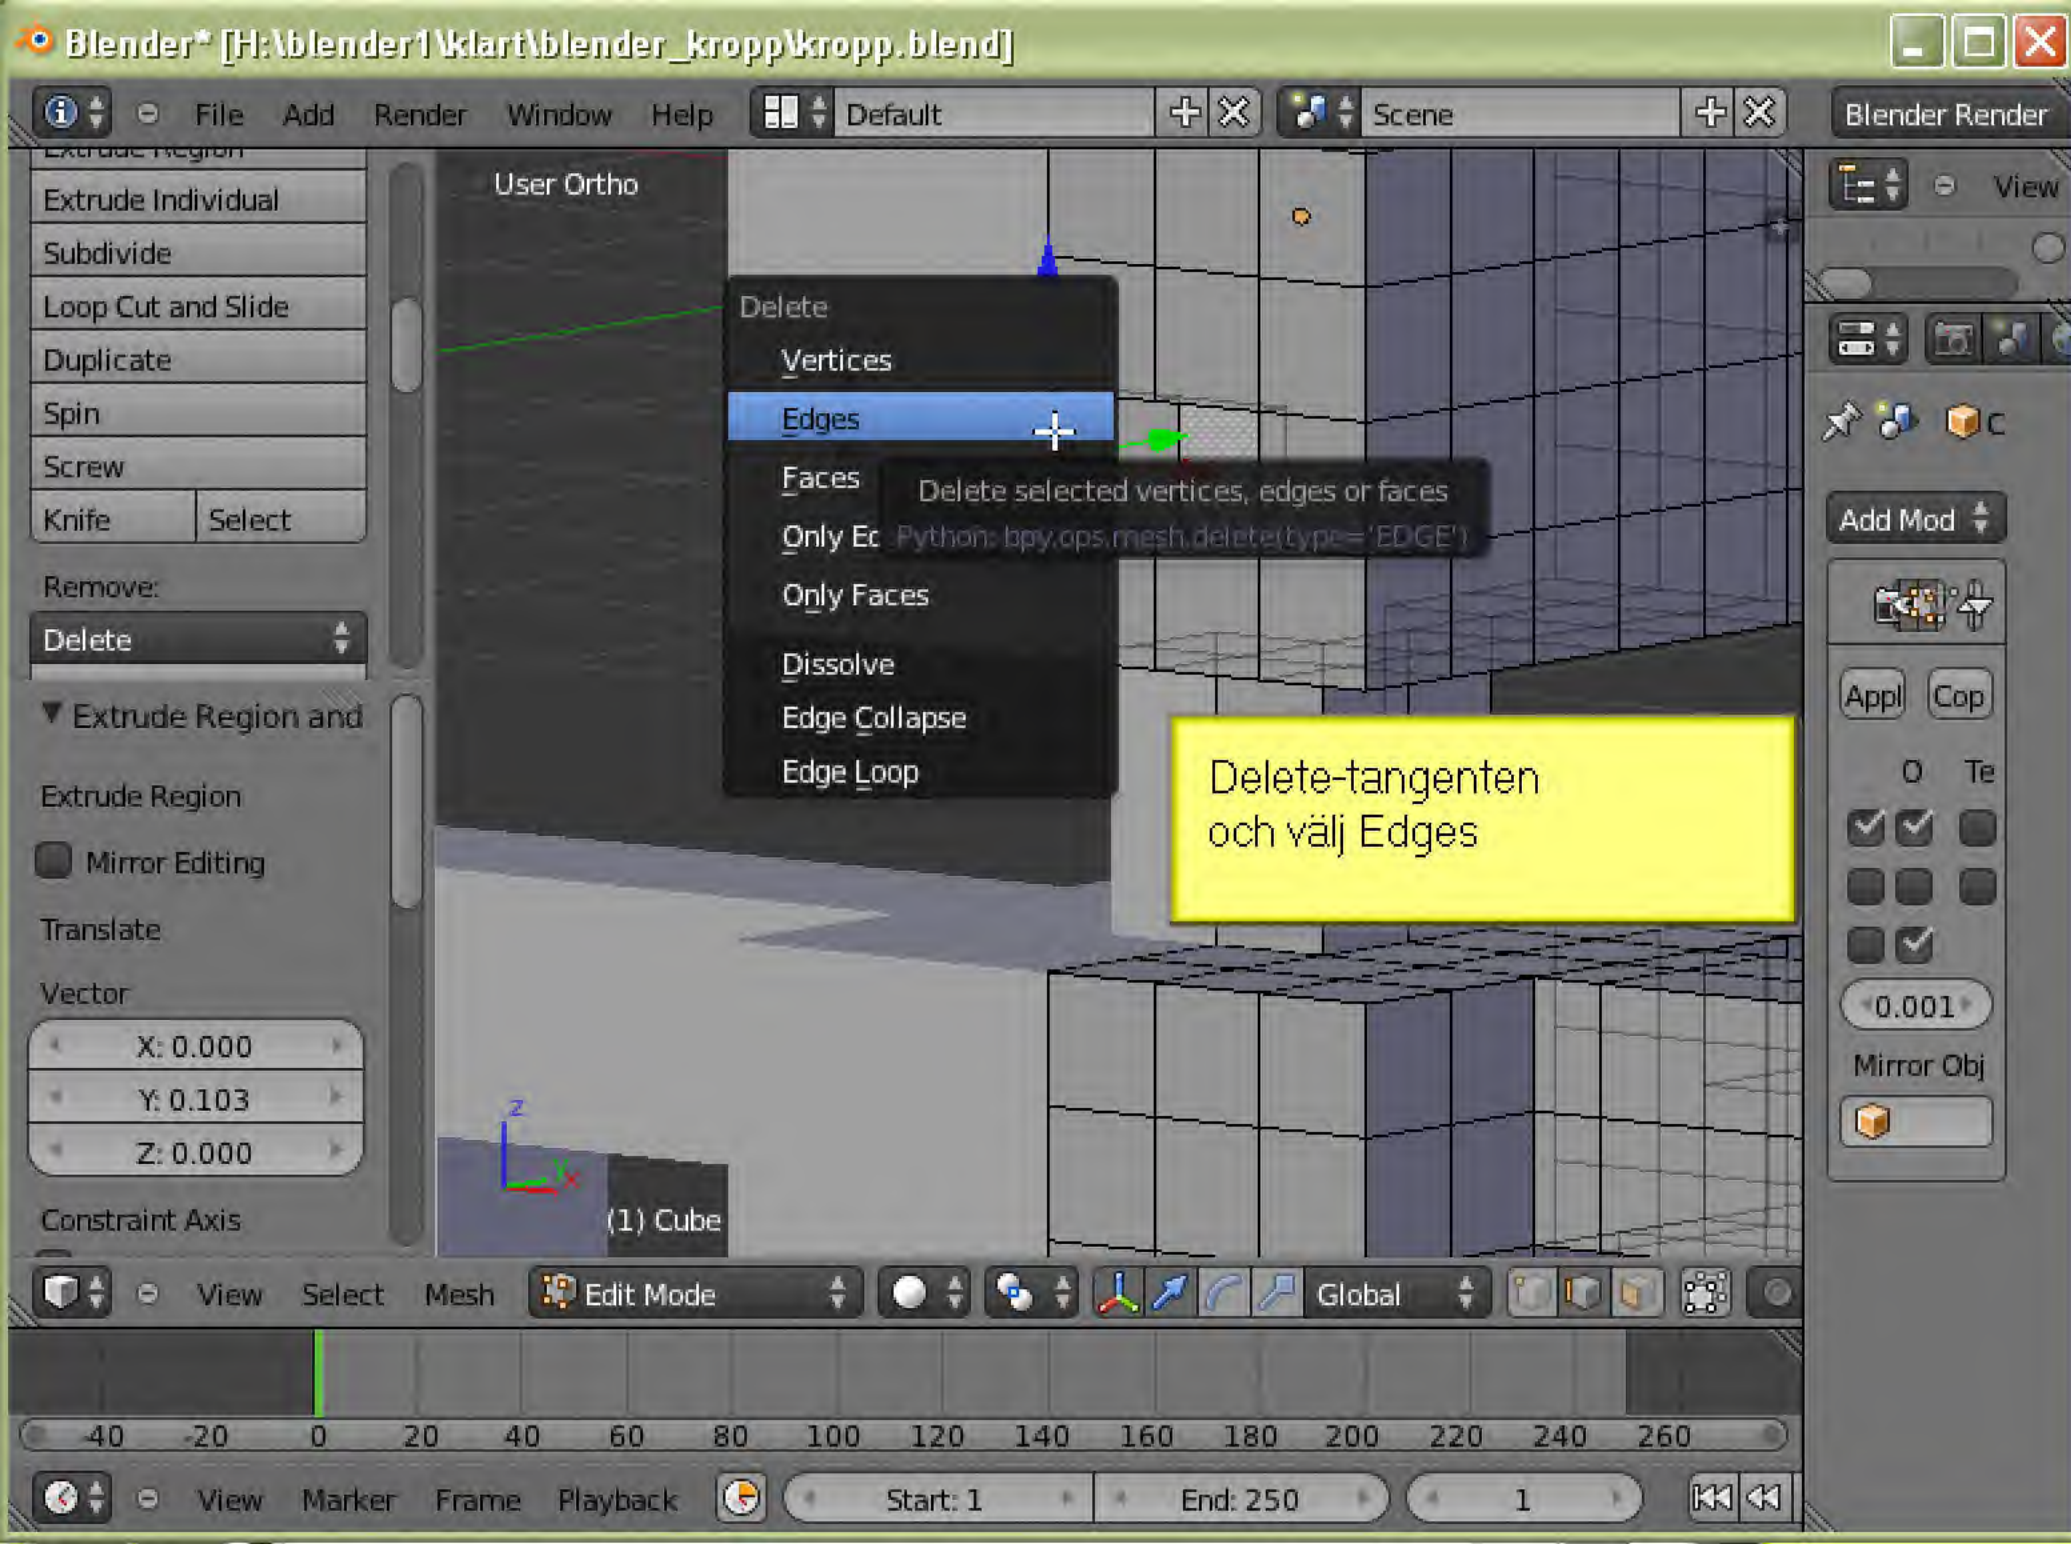 Blender* [H:\blender1\klart\blender_kropp\kropp.blend]
File Add Render Window Help Default Scene Blender Render
Extrude Region
Extrude Individual
Subdivide
Loop Cut and Slide
Duplicate
Spin
Screw
Knife Select
Remove:
Delete
Extrude Region and
Extrude Region
Mirror Editing
Translate
Vector
X: 0.000
Y: 0.103
Z: 0.000
Constraint Axis
User Ortho
Delete
Vertices
Edges
Faces
Only Ed
Only Faces
Dissolve
Edge Collapse
Edge Loop
Delete selected vertices, edges or faces
Python: bpy.ops.mesh.delete(type='EDGE')
Delete-tangenten
och välj Edges
z
y x
(1) Cube
View
C
Add Mod
Appl Cop
O Te
0.001
Mirror Obj
View Select Mesh Edit Mode Global
-40 -20 0 20 40 60 80 100 120 140 160 180 200 220 240 260
View Marker Frame Playback Start: 1 End: 250 1